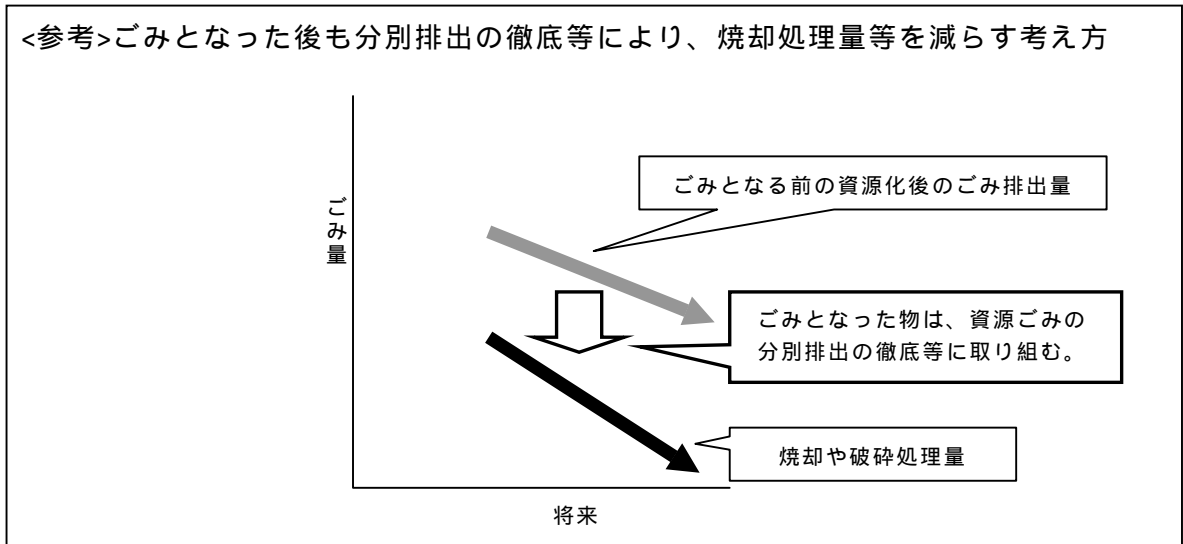 <参考>ごみとなった後も分別排出の徹底等により、焼却処理量等を減らす考え方
ごみとなる前の資源化後のごみ排出量
ごみ量
ごみとなった物は、資源ごみの
分別排出の徹底等に取り組む。
焼却や破砕処理量
将来